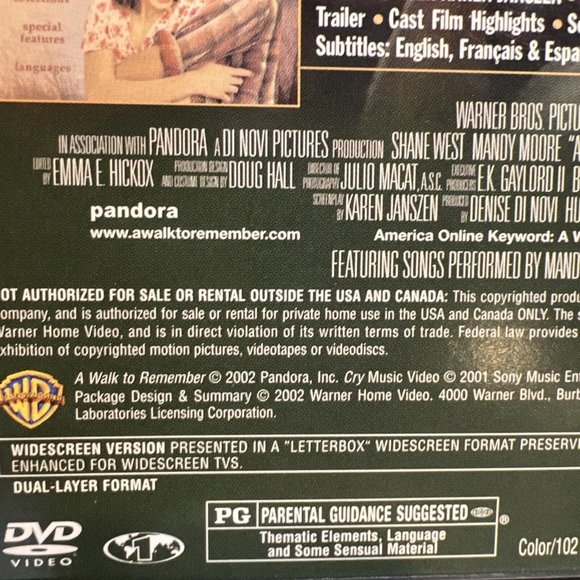 special
features
languages
Trailer • Cast Film Highlights • S
Subtitles: English, Français & Espa
WARNER BROS. PICTU
IN ASSOCIATION WITH PANDORA A DI NOVI PICTURES PRODUCTION SHANE WEST MANDY MOORE "A
EDITED BY EMMA E. HICKOX PRODUCTION DESIGN AND COSTUME DESIGN BY DOUG HALL DIRECTOR OF PHOTOGRAPHY JULIO MACAT, A.S.C. EXECUTIVE PRODUCERS E.K. GAYLORD II B
SCREENPLAY BY KAREN JANSZEN PRODUCED BY DENISE DI NOVI HU
pandora
www.awalktoremember.com America Online Keyword: A W
FEATURING SONGS PERFORMED BY MAND
OT AUTHORIZED FOR SALE OR RENTAL OUTSIDE THE USA AND CANADA: This copyrighted produ
ompany, and is authorized for sale or rental for private home use in the USA and Canada ONLY. The s
Warner Home Video, and is in direct violation of its written terms of trade. Federal law provides
exhibition of copyrighted motion pictures, videotapes or videodiscs.
WB
A Walk to Remember © 2002 Pandora, Inc. Cry Music Video © 2001 Sony Music Ent
Package Design & Summary © 2002 Warner Home Video. 4000 Warner Blvd., Burb
Laboratories Licensing Corporation.
WIDESCREEN VERSION PRESENTED IN A "LETTERBOX" WIDESCREEN FORMAT PRESERVI
ENHANCED FOR WIDESCREEN TVS.
DUAL-LAYER FORMAT
DVD
VIDEO
1
PG PARENTAL GUIDANCE SUGGESTED ®
Thematic Elements, Language
and Some Sensual Material
Color/102